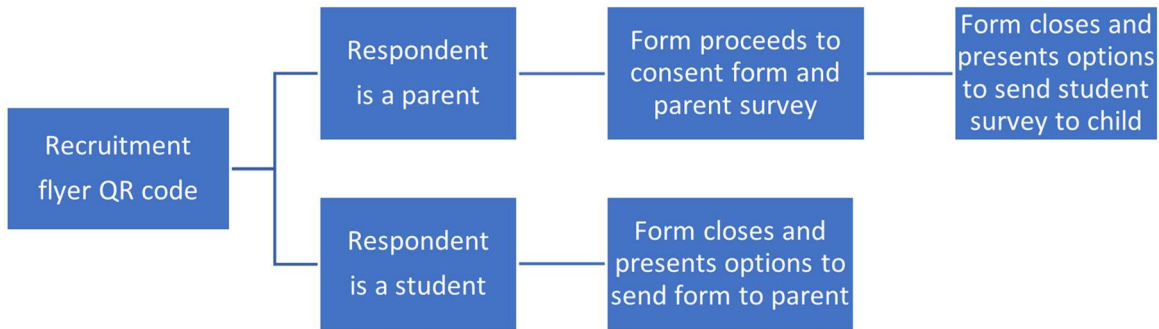 Recruitment
flyer QR code
Respondent
is a parent
Form proceeds to
consent form and
parent survey
Form closes and
presents options
to send student
survey to child
Respondent
is a student
Form closes and
presents options to
send form to parent